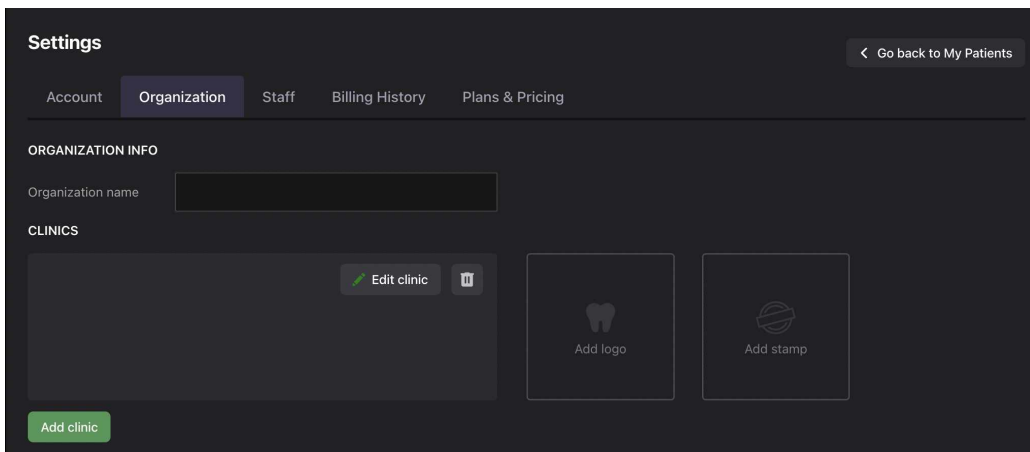 Settings
Go back to My Patients
Account Organization Staff Billing History Plans & Pricing
ORGANIZATION INFO
Organization name
CLINICS
Edit clinic
Add logo Add stamp
Add clinic